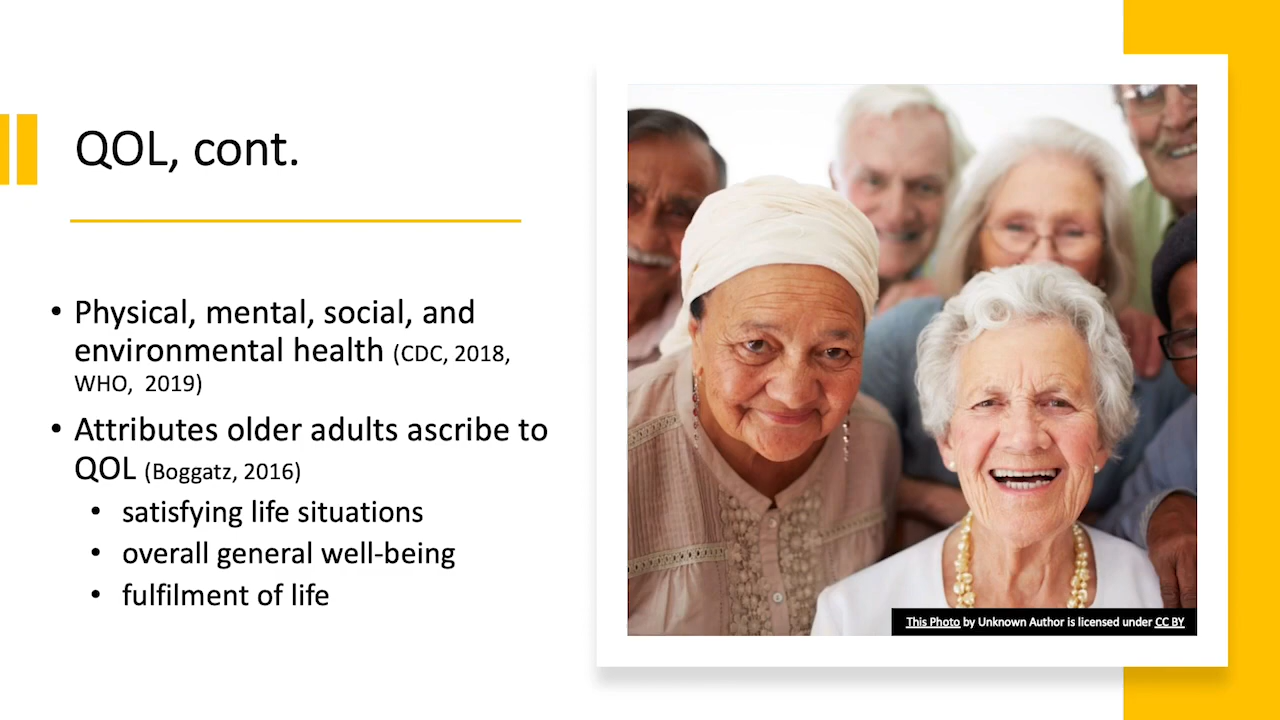 QOL, cont.
• Physical, mental, social, and
environmental health (CDC, 2018,
WHO,  2019)
• Attributes older adults ascribe to
QOL (Boggatz, 2016)
• satisfying life situations
• overall general well-being
• fulfilment of life
This Photo by Unknown Author is licensed under CC BY